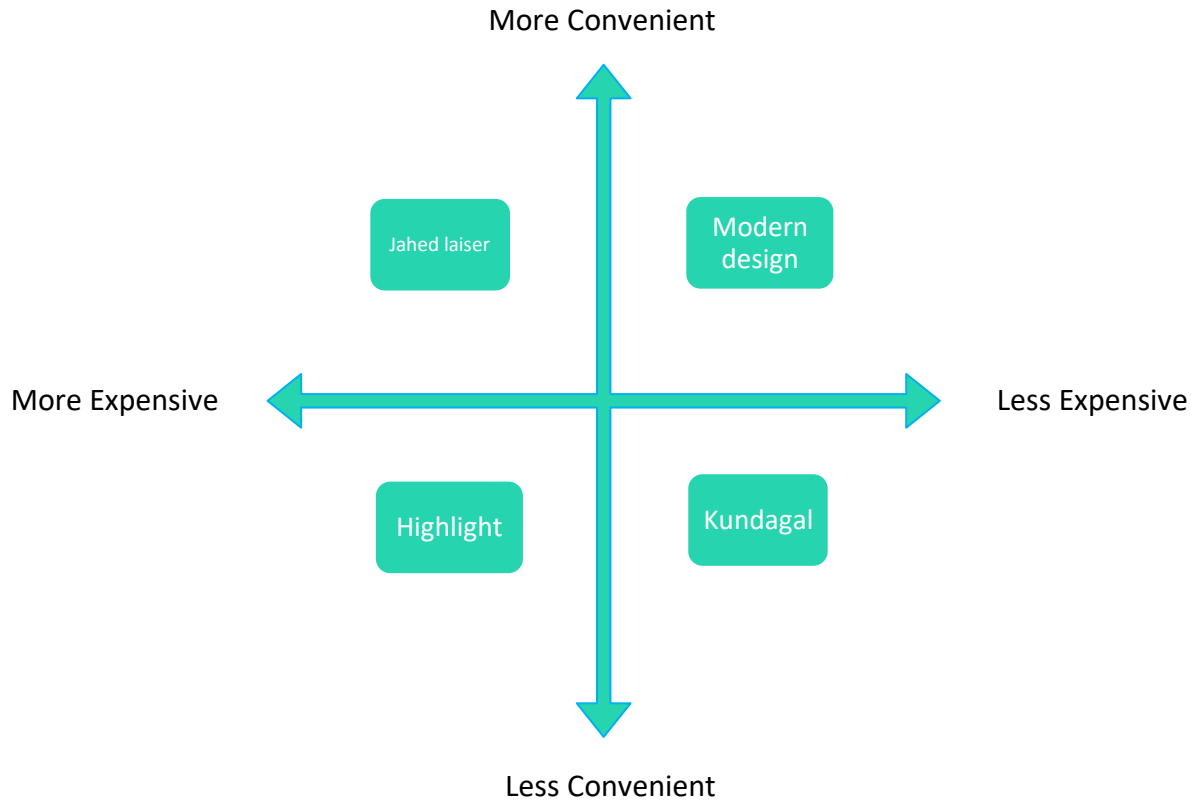 More Convenient
Jahed laiser
Modern
design
More Expensive
Less Expensive
Highlight
Kundagal
Less Convenient